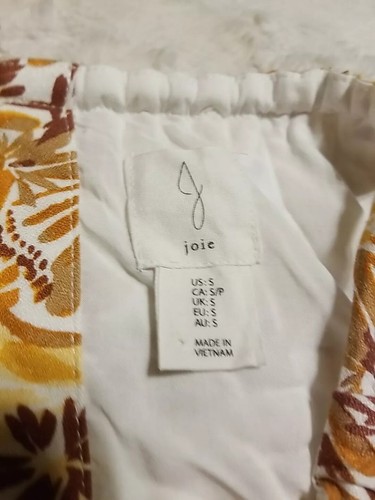 J
joie
US: S
CA: S/P
UK: S
EU: S
AU: S
MADE IN
VIETNAM